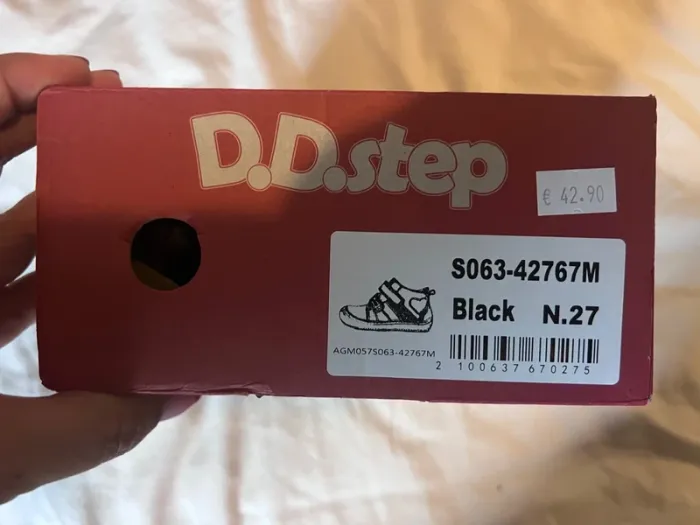 D.D.step
€ 42.90
S063-42767M
Black N.27
AGM057S063-42767M
2 100637 670275